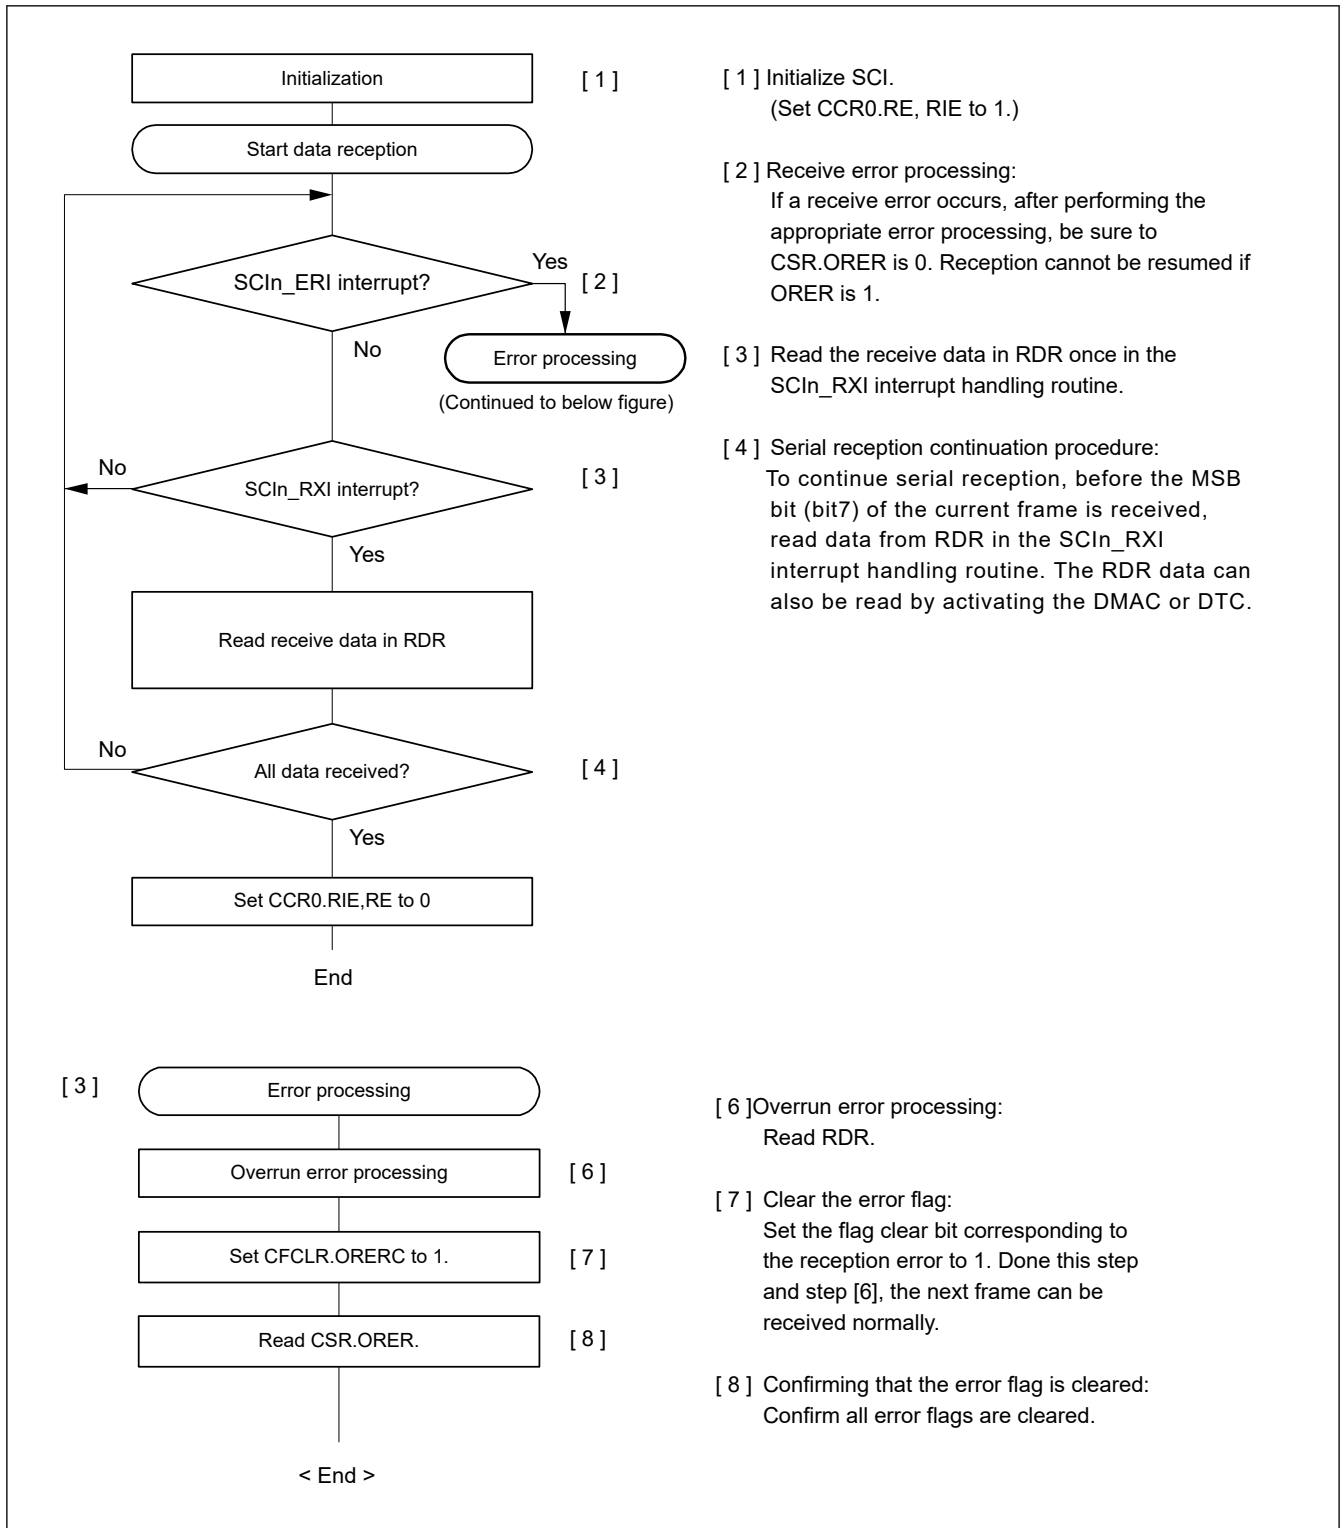 Initialization
[ 1 ]
Start data reception
SCIn_ERI interrupt?
Yes
[ 2 ]
No
Error processing
(Continued to below figure)
No
SCIn_RXI interrupt?
[ 3 ]
Yes
Read receive data in RDR
No
All data received?
[ 4 ]
Yes
Set CCR0.RIE,RE to 0
End
[ 1 ] Initialize SCI.
(Set CCR0.RE, RIE to 1.)
[ 2 ] Receive error processing:
If a receive error occurs, after performing the
appropriate error processing, be sure to
CSR.ORER is 0. Reception cannot be resumed if
ORER is 1.
[ 3 ] Read the receive data in RDR once in the
SCIn_RXI interrupt handling routine.
[ 4 ] Serial reception continuation procedure:
To continue serial reception, before the MSB
bit (bit7) of the current frame is received,
read data from RDR in the SCIn_RXI
interrupt handling routine. The RDR data can
also be read by activating the DMAC or DTC.
[ 3 ]
Error processing
Overrun error processing
[ 6 ]
Set CFCLR.ORERC to 1.
[ 7 ]
Read CSR.ORER.
[ 8 ]
< End >
[ 6 ]Overrun error processing:
Read RDR.
[ 7 ] Clear the error flag:
Set the flag clear bit corresponding to
the reception error to 1. Done this step
and step [6], the next frame can be
received normally.
[ 8 ] Confirming that the error flag is cleared:
Confirm all error flags are cleared.